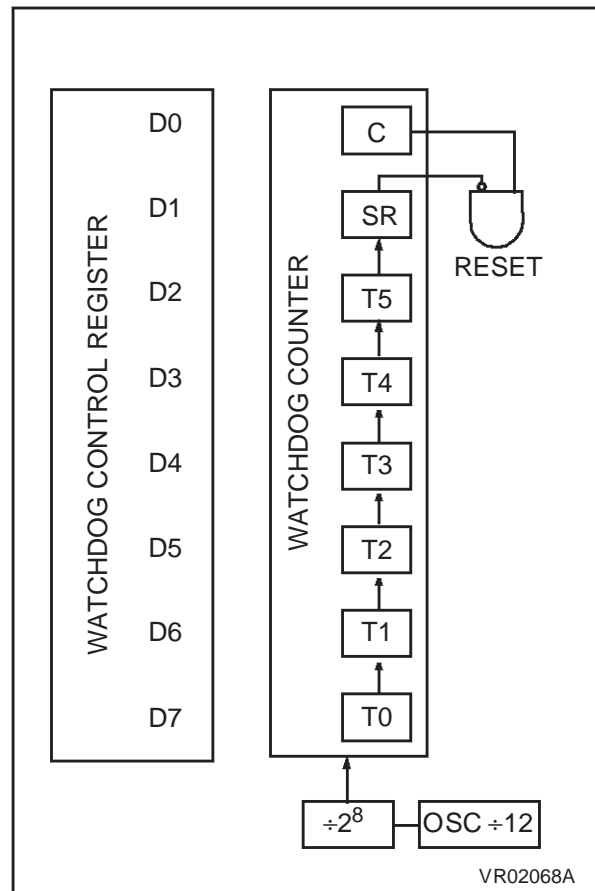 WATCHDOG CONTROL REGISTER
D0
D1
D2
D3
D4
D5
D6
D7
WATCHDOG COUNTER
C
SR
T5
T4
T3
T2
T1
T0
RESET
÷2⁸
OSC ÷12
VR02068A